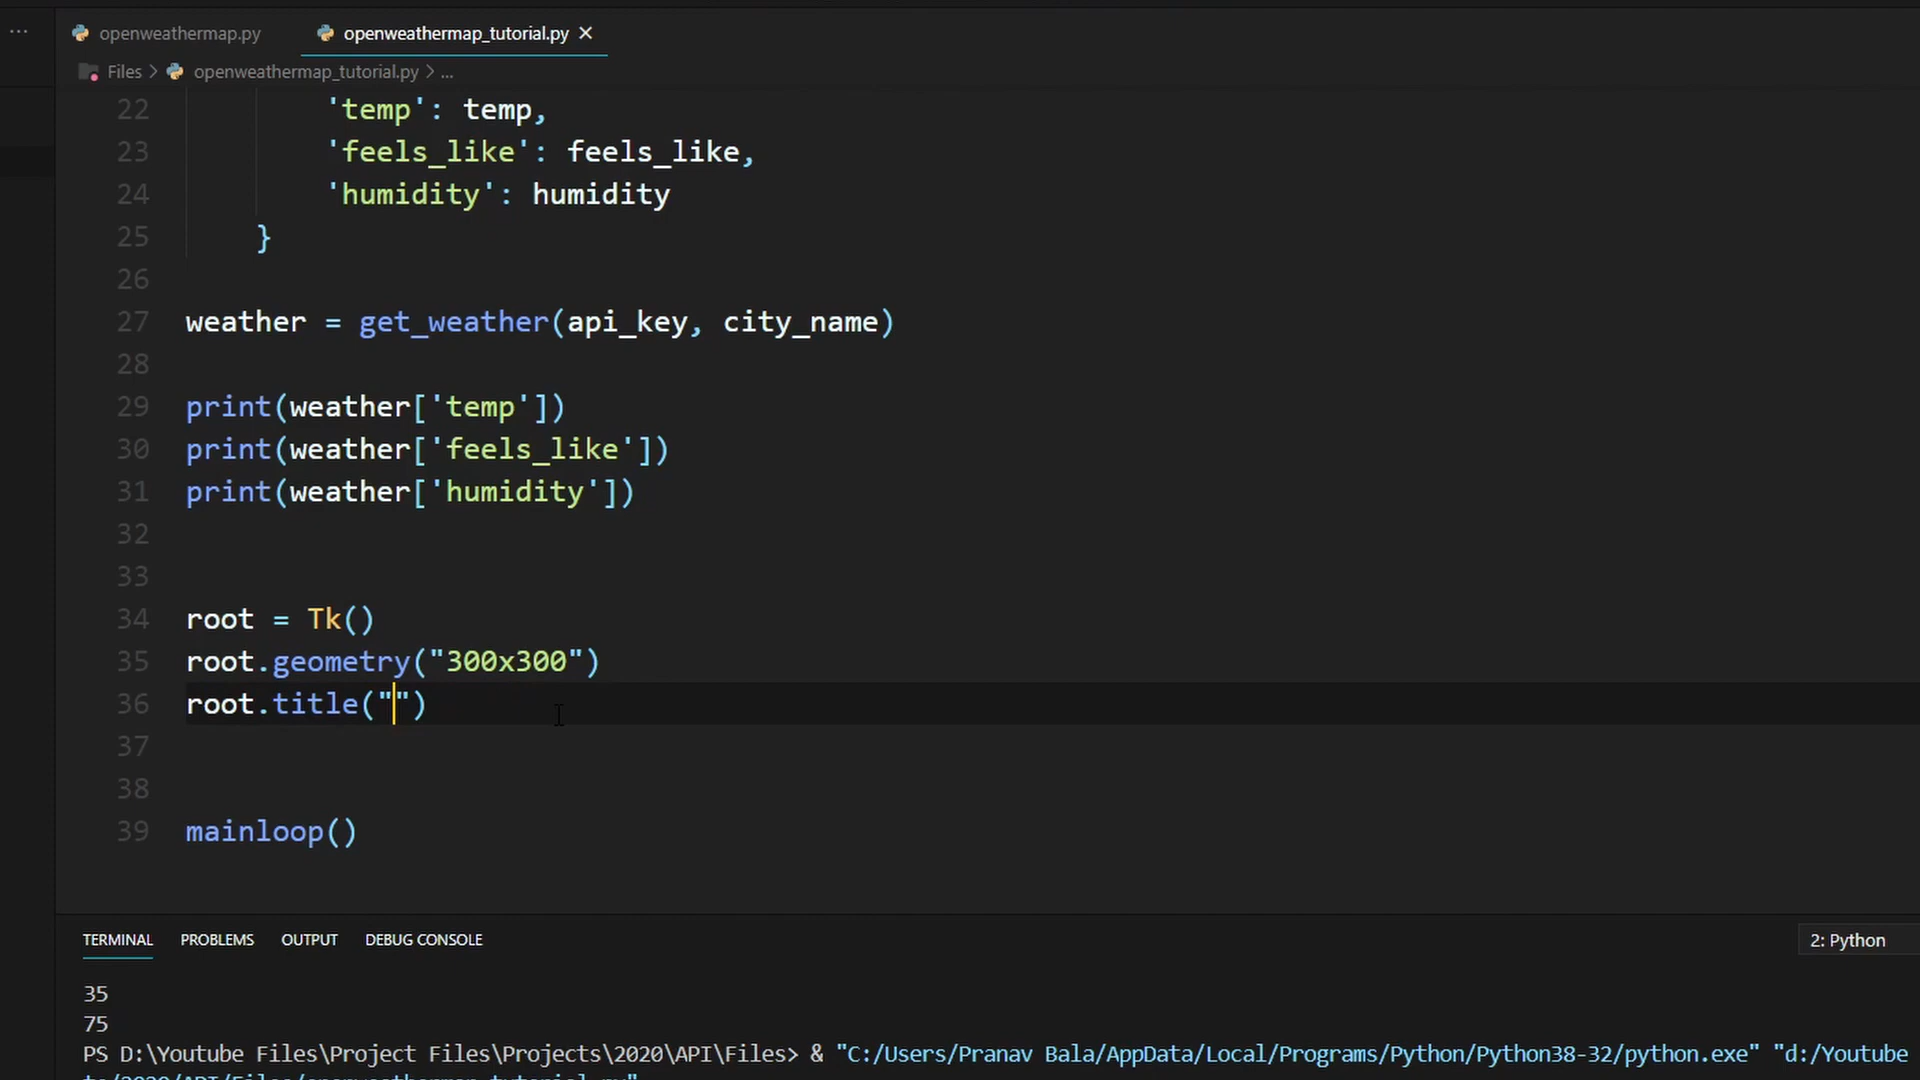 openweathermap.py
openweathermap_tutorial.py
Files > openweathermap_tutorial.py > ...
22 'temp': temp,
23 'feels_like': feels_like,
24 'humidity': humidity
25 }
26
27 weather = get_weather(api_key, city_name)
28
29 print(weather['temp'])
30 print(weather['feels_like'])
31 print(weather['humidity'])
32
33
34 root = Tk()
35 root.geometry("300x300")
36 root.title("")
37
38
39 mainloop()
TERMINAL PROBLEMS OUTPUT DEBUG CONSOLE 2: Python
35
75
PS D:\Youtube Files\Project Files\Projects\2020\API\Files> & "C:/Users/Pranav Bala/AppData/Local/Programs/Python/Python38-32/python.exe" "d:/Youtube